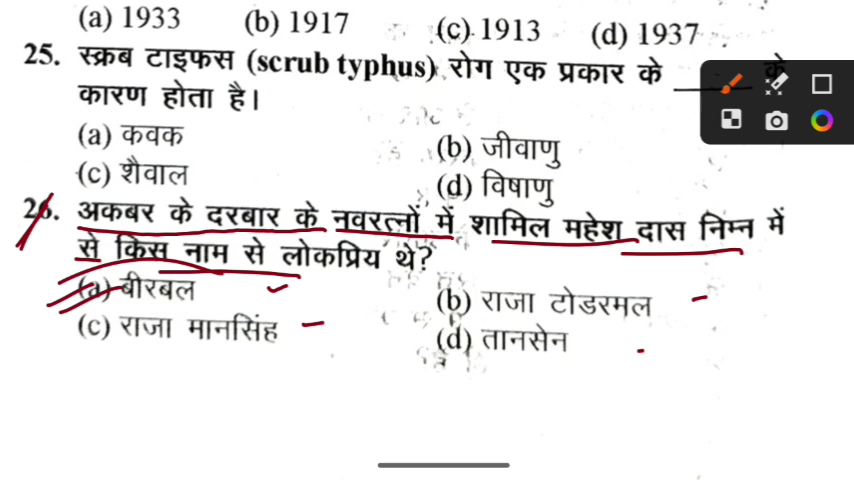 (a) 1933 (b) 1917 (c) 1913 (d) 1937
25. स्क्रब टाइफस (scrub typhus) रोग एक प्रकार के ______ के
कारण होता है।
(a) कवक (b) जीवाणु
(c) शैवाल (d) विषाणु
26. अकबर के दरबार के नवरत्नों में शामिल महेश दास निम्न में
से किस नाम से लोकप्रिय थे?
(a) बीरबल (b) राजा टोडरमल
(c) राजा मानसिंह (d) तानसेन